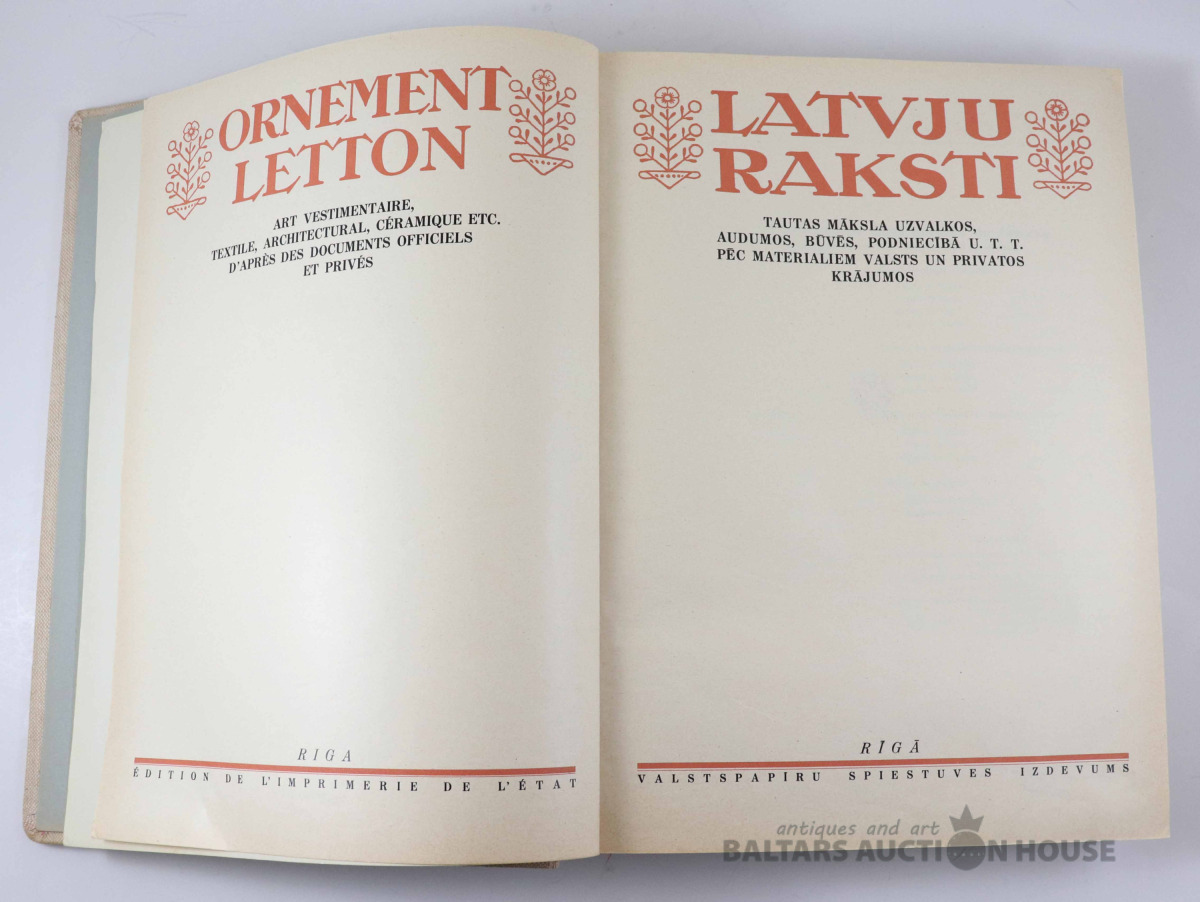 ORNEMENT
LETTON
ART VESTIMENTAIRE,
TEXTILE, ARCHITECTURAL, CÉRAMIQUE ETC.
D'APRÈS DES DOCUMENTS OFFICIELS
ET PRIVÉS
RIGA
ÉDITION DE L'IMPRIMERIE DE L'ÉTAT
LATVJU
RAKSTI
TAUTAS MĀKSLA UZVALKOS,
AUDUMOS, BŪVĒS, PODNIECĪBĀ U. T. T.
PĒC MATERIALIEM VALSTS UN PRIVATOS
KRĀJUMOS
RĪGĀ
VALSTSPAPĪRU SPIESTUVES IZDEVUMS
antiques and art
BALTARS AUCTION HOUSE